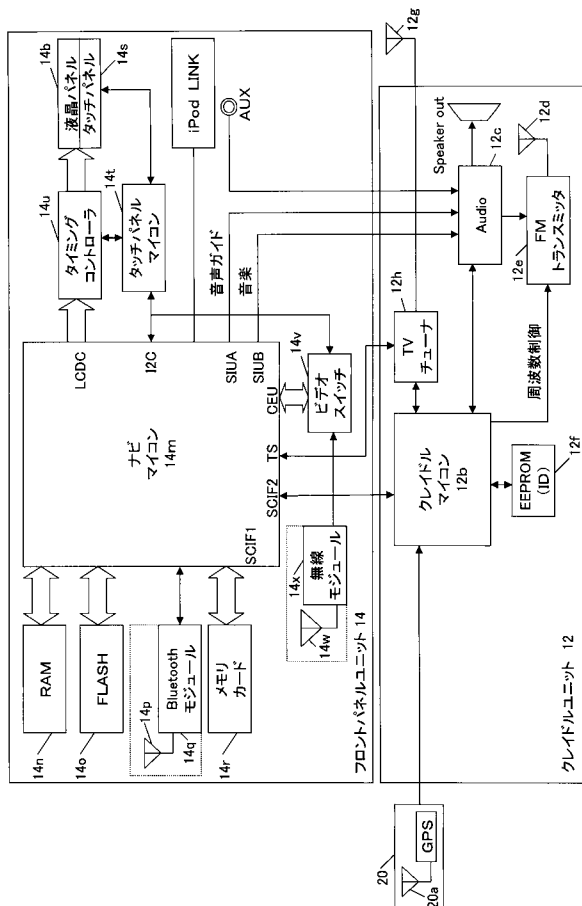 14b
14s
液晶パネル
タッチパネル
iPod LINK
AUX
14u
タイミング
コントローラ
14t
タッチパネル
マイコン
音声ガイド
音楽
LCDC
I2C
SIUA
SIUB
CEU
TS
SCIF2
SCIF1
ナビ
マイコン
14m
14v
ビデオ
スイッチ
14x
無線
モジュール
14w
RAM
14n
FLASH
14o
14p
Bluetooth
モジュール
14q
メモリ
カード
14r
フロントパネルユニット 14
12g
Speaker out
12c
12d
Audio
FM
トランスミッタ
12e
12h
TV
チューナ
周波数制御
クレイドル
マイコン
12b
EEPROM
(ID)
12f
クレイドルユニット 12
20
GPS
20a